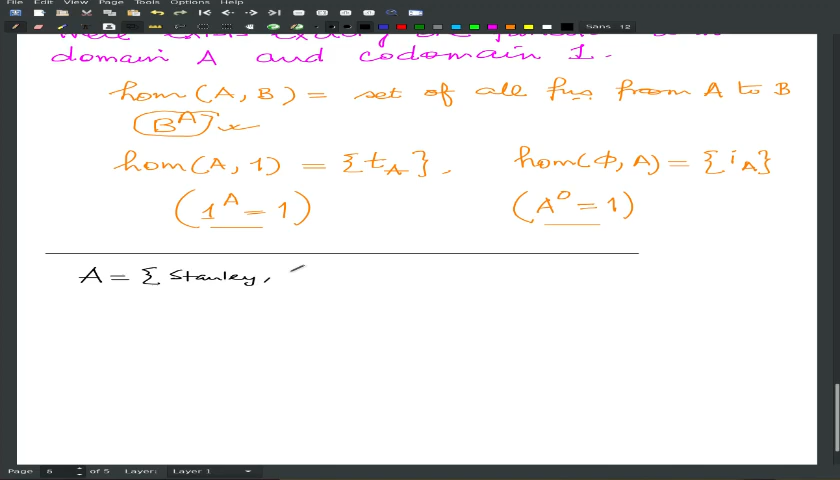 File Edit View Page Tools Options Help
Sans 12
domain A and codomain 1.
hom(A, B) = set of all fns from A to B
B^A
hom(A, 1) = {t_A}, hom(ϕ, A) = {i_A}
(1^A = 1) (A^0 = 1)
A = { Stanley,
Page 8 of 5 Layer: Layer 1